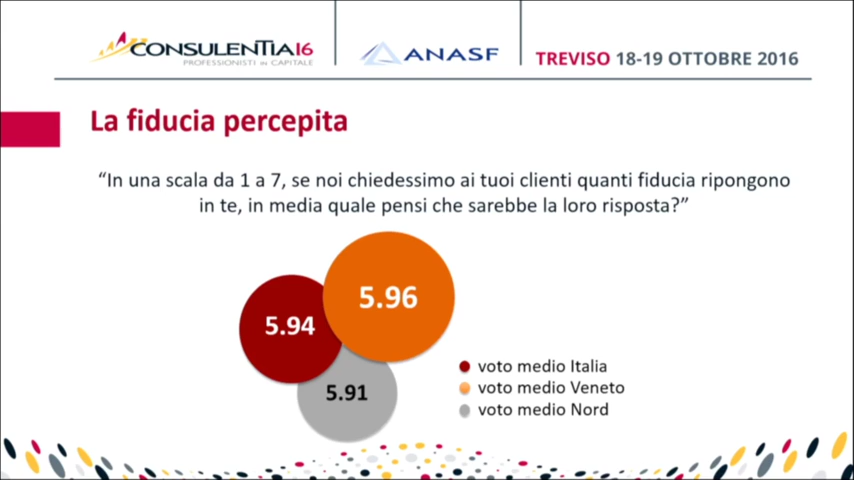 CONSULENTIA16
PROFESSIONISTI IN CAPITALE
ANASF
TREVISO 18-19 OTTOBRE 2016
La fiducia percepita
“In una scala da 1 a 7, se noi chiedessimo ai tuoi clienti quanti fiducia ripongono
in te, in media quale pensi che sarebbe la loro risposta?”
5.96
5.94
5.91
voto medio Italia
voto medio Veneto
voto medio Nord